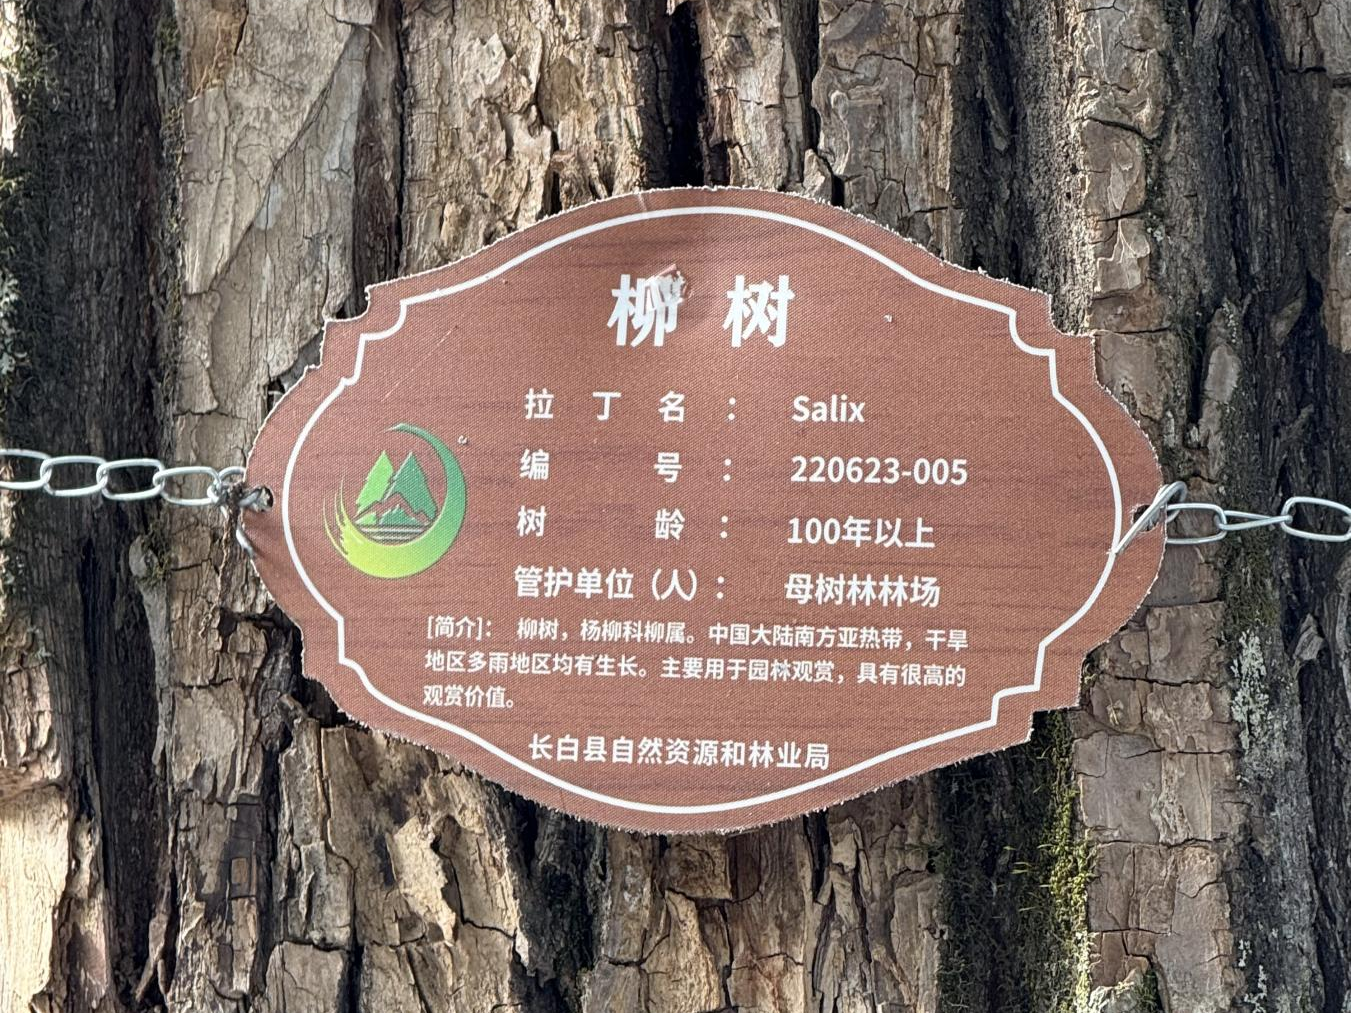 柳树
拉丁名： Salix
编号： 220623-005
树龄： 100年以上
管护单位（人）： 母树林林场
[简介]： 柳树，杨柳科柳属。中国大陆南方亚热带，干旱
地区多雨地区均有生长。主要用于园林观赏，具有很高的
观赏价值。
长白县自然资源和林业局